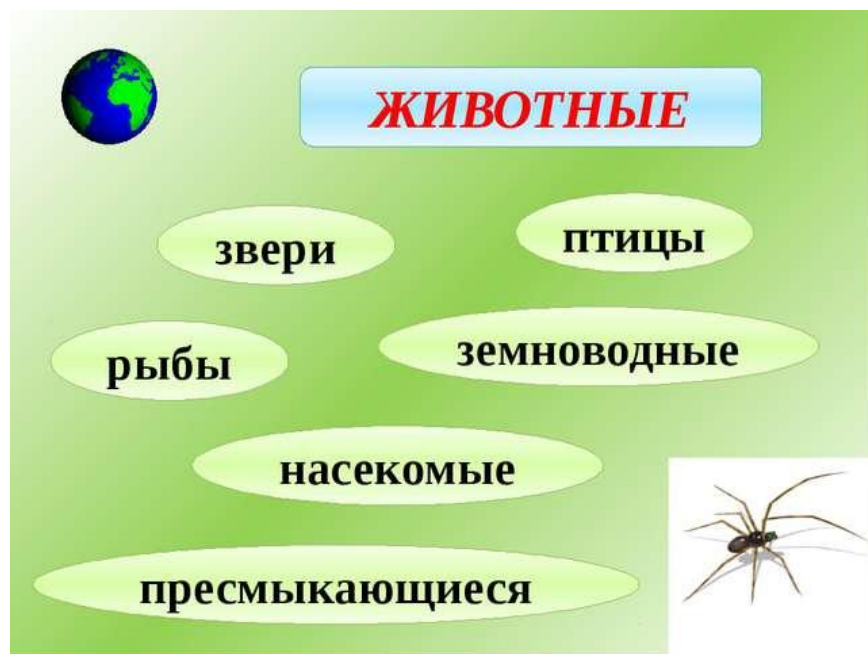 ЖИВОТНЫЕ
звери
птицы
рыбы
земноводные
насекомые
пресмыкающиеся